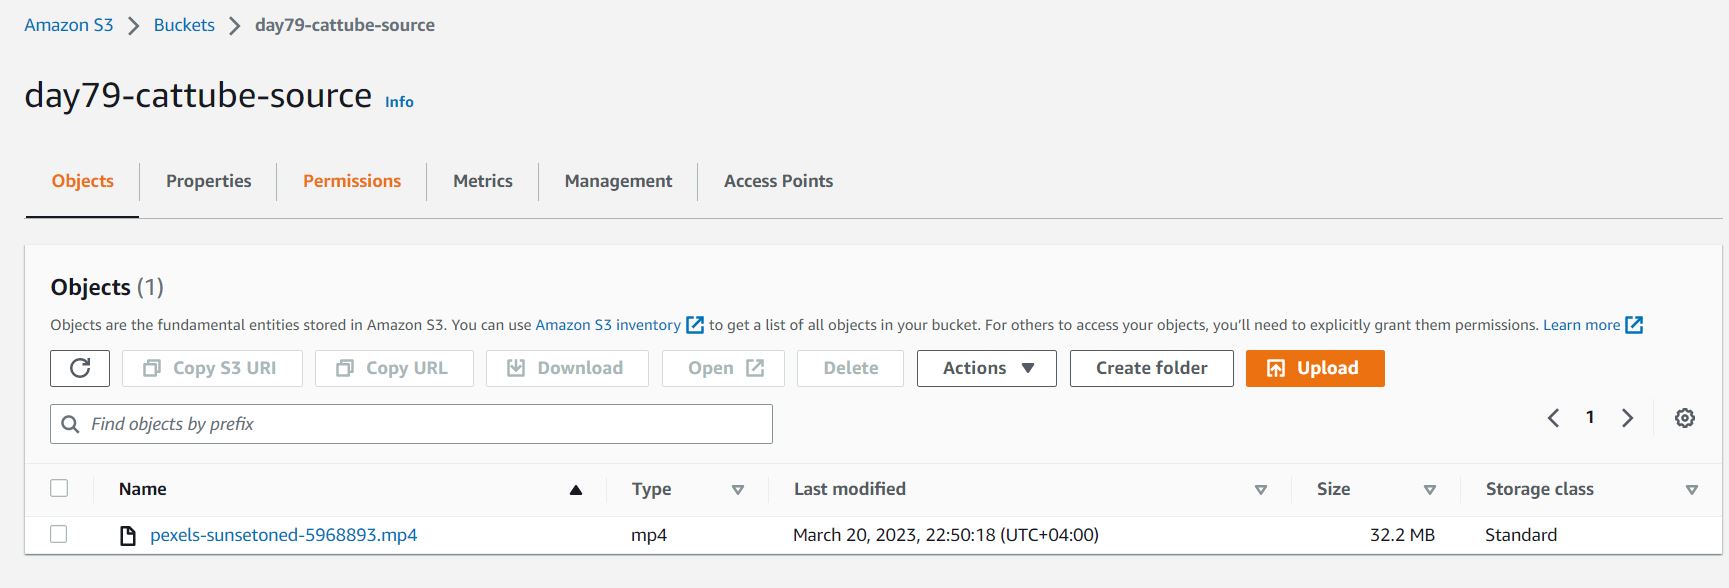 Amazon S3 > Buckets > day79-cattube-source
day79-cattube-source Info
Objects Properties Permissions Metrics Management Access Points
Objects (1)
Objects are the fundamental entities stored in Amazon S3. You can use Amazon S3 inventory to get a list of all objects in your bucket. For others to access your objects, you’ll need to explicitly grant them permissions. Learn more
Copy S3 URI Copy URL Download Open Delete Actions Create folder Upload
Find objects by prefix
1
Name Type Last modified Size Storage class
pexels-sunsetoned-5968893.mp4 mp4 March 20, 2023, 22:50:18 (UTC+04:00) 32.2 MB Standard